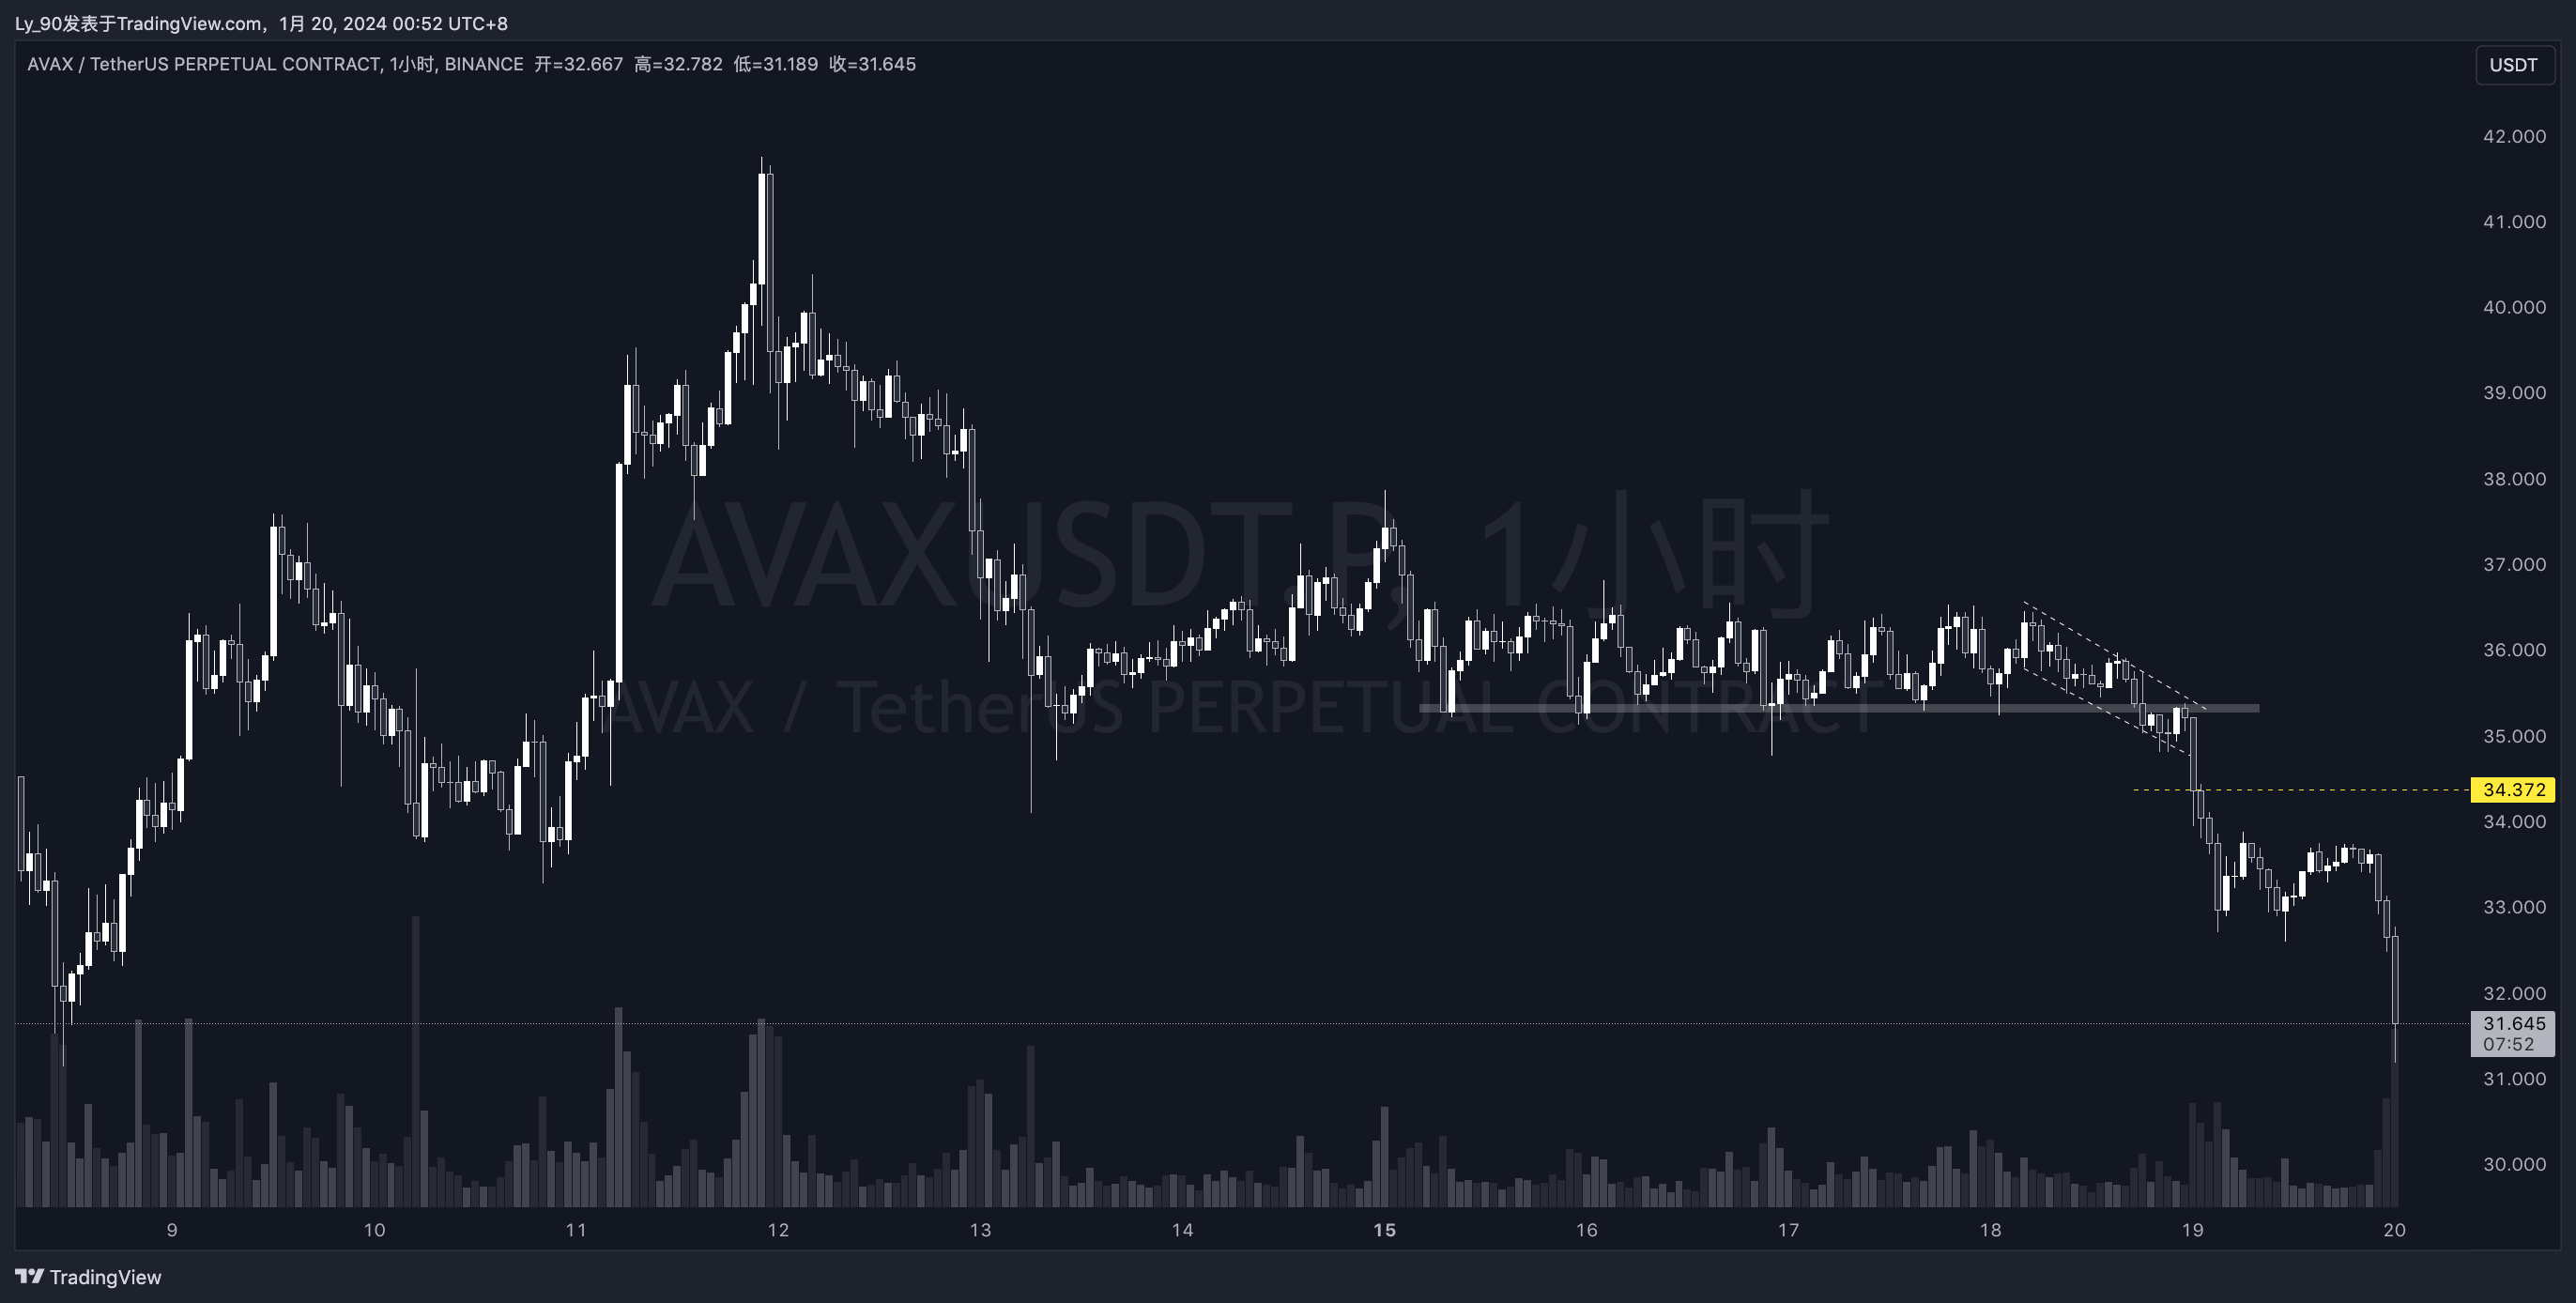 Ly_90发表于TradingView.com, 1月 20, 2024 00:52 UTC+8
AVAX / TetherUS PERPETUAL CONTRACT, 1小时, BINANCE 开=32.667 高=32.782 低=31.189 收=31.645
USDT
42.000
41.000
40.000
39.000
38.000
37.000
36.000
35.000
34.372
34.000
33.000
32.000
31.645
07:52
31.000
30.000
AVAXUSDT.P, 1小时
AVAX / TetherUS PERPETUAL CONTRACT
9 10 11 12 13 14 15 16 17 18 19 20
TradingView